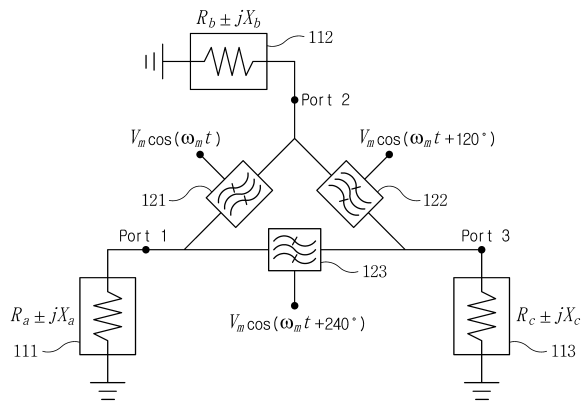 R_b ± jX_b
112
Port 2
V_m cos(ω_m t)
V_m cos(ω_m t+120°)
121
122
Port 1
Port 3
123
R_a ± jX_a
V_m cos(ω_m t+240°)
R_c ± jX_c
111
113